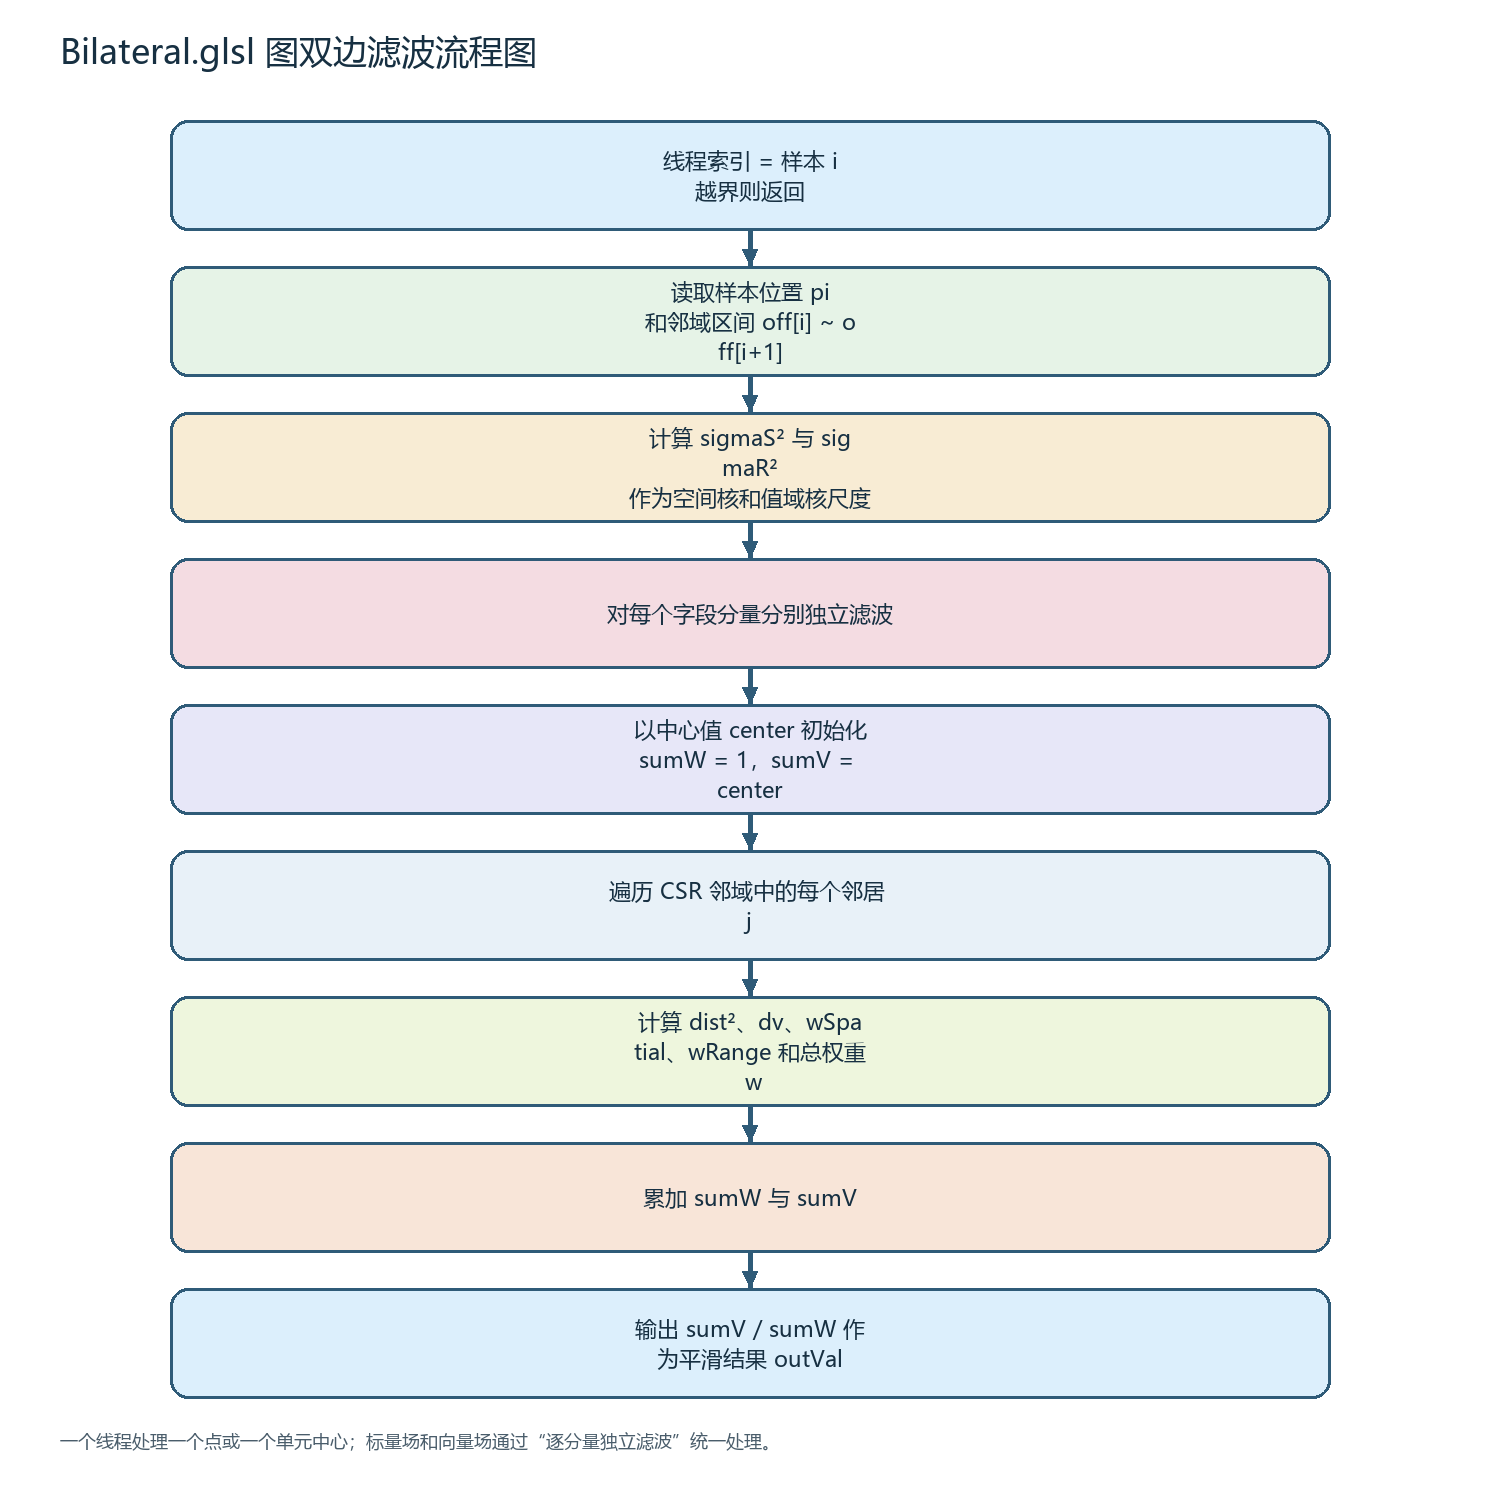 Bilateral.glsl 图双边滤波流程图
线程索引 = 样本 i
越界则返回
读取样本位置 pi
和邻域区间 off[i] ~ o
ff[i+1]
计算 sigmaS² 与 sig
maR²
作为空间核和值域核尺度
对每个字段分量分别独立滤波
以中心值 center 初始化
sumW = 1，sumV =
center
遍历 CSR 邻域中的每个邻居
j
计算 dist²、dv、wSpa
tial、wRange 和总权重
w
累加 sumW 与 sumV
输出 sumV / sumW 作
为平滑结果 outVal
一个线程处理一个点或一个单元中心；标量场和向量场通过“逐分量独立滤波”统一处理。